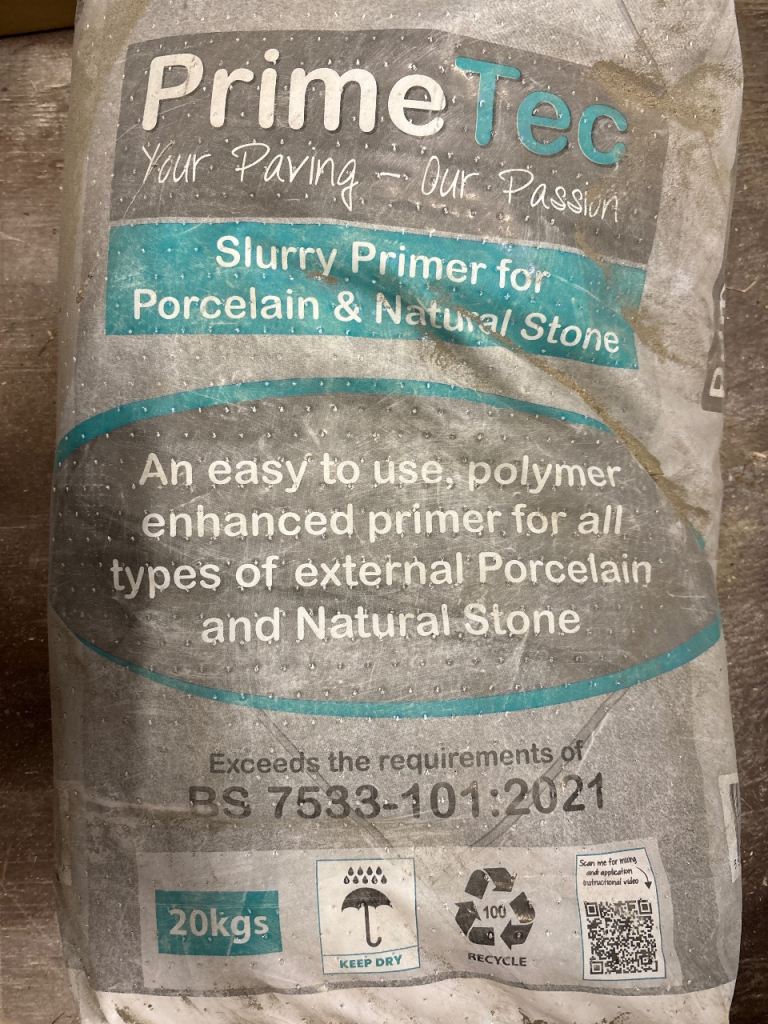 PrimeTec
Your Paving - Our Passion
Slurry Primer for
Porcelain & Natural Stone
An easy to use, polymer
enhanced primer for all
types of external Porcelain
and Natural Stone
Exceeds the requirements of
BS 7533-101:2021
20kgs
KEEP DRY
100
RECYCLE
Scan me for mixing
and application
instructional video